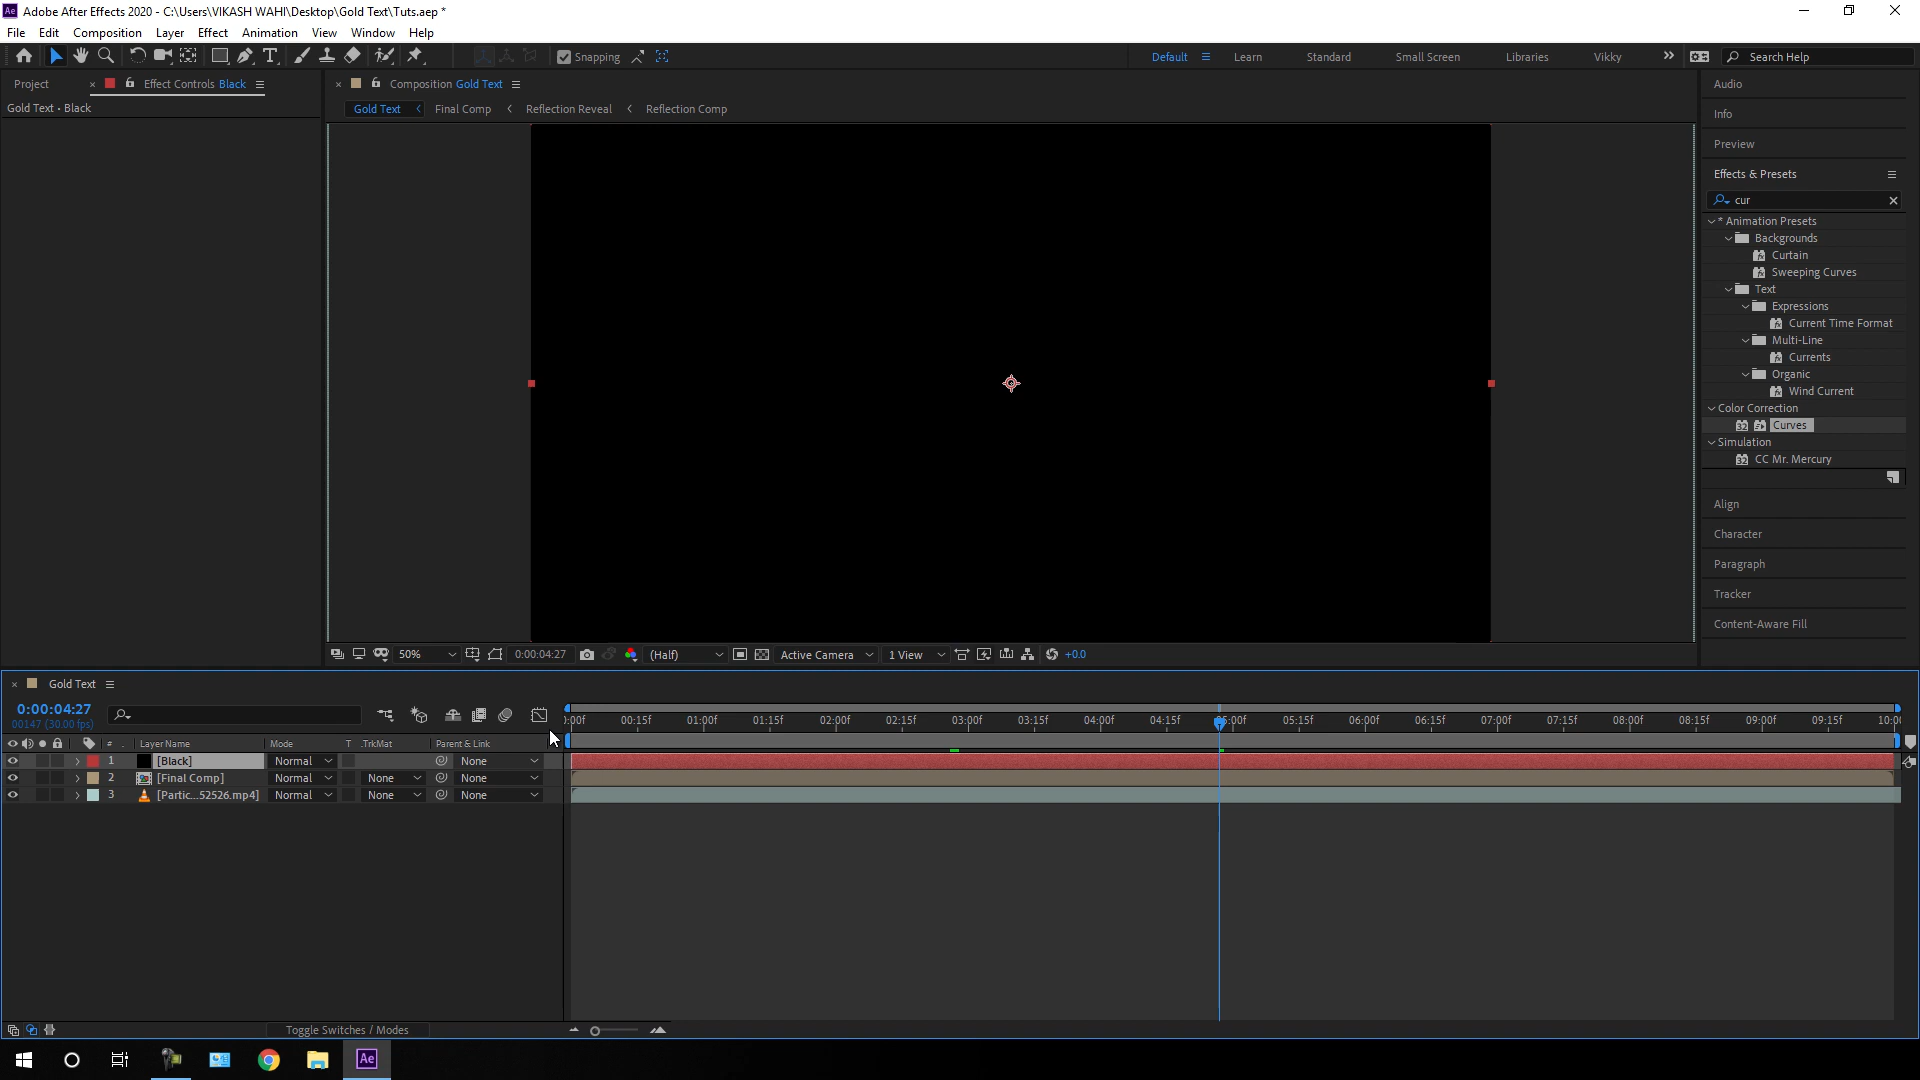 Adobe After Effects 2020 - C:\Users\VIKASH WAHI\Desktop\Gold Text\Tuts.aep *
File Edit Composition Layer Effect Animation View Window Help
Snapping Default Learn Standard Small Screen Libraries Vikky Search Help
Project Effect Controls Black
Gold Text • Black
Composition Gold Text
Gold Text Final Comp Reflection Reveal Reflection Comp
Audio
Info
Preview
Effects & Presets
cur
* Animation Presets
Backgrounds
Curtain
Sweeping Curves
Text
Expressions
Current Time Format
Multi-Line
Currents
Organic
Wind Current
Color Correction
32 Curves
Simulation
32 CC Mr. Mercury
Align
Character
Paragraph
Tracker
Content-Aware Fill
50% 0:00:04:27 (Half) Active Camera 1 View +0.0
Gold Text
0:00:04:27
00147 (30.00 fps)
:00f 00:15f 01:00f 01:15f 02:00f 02:15f 03:00f 03:15f 04:00f 04:15f 05:00f 05:15f 06:00f 06:15f 07:00f 07:15f 08:00f 08:15f 09:00f 09:15f 10:0
# Layer Name Mode T .TrkMat Parent & Link
1 [Black] Normal None
2 [Final Comp] Normal None None
3 [Partic...52526.mp4] Normal None None
Toggle Switches / Modes
Ae